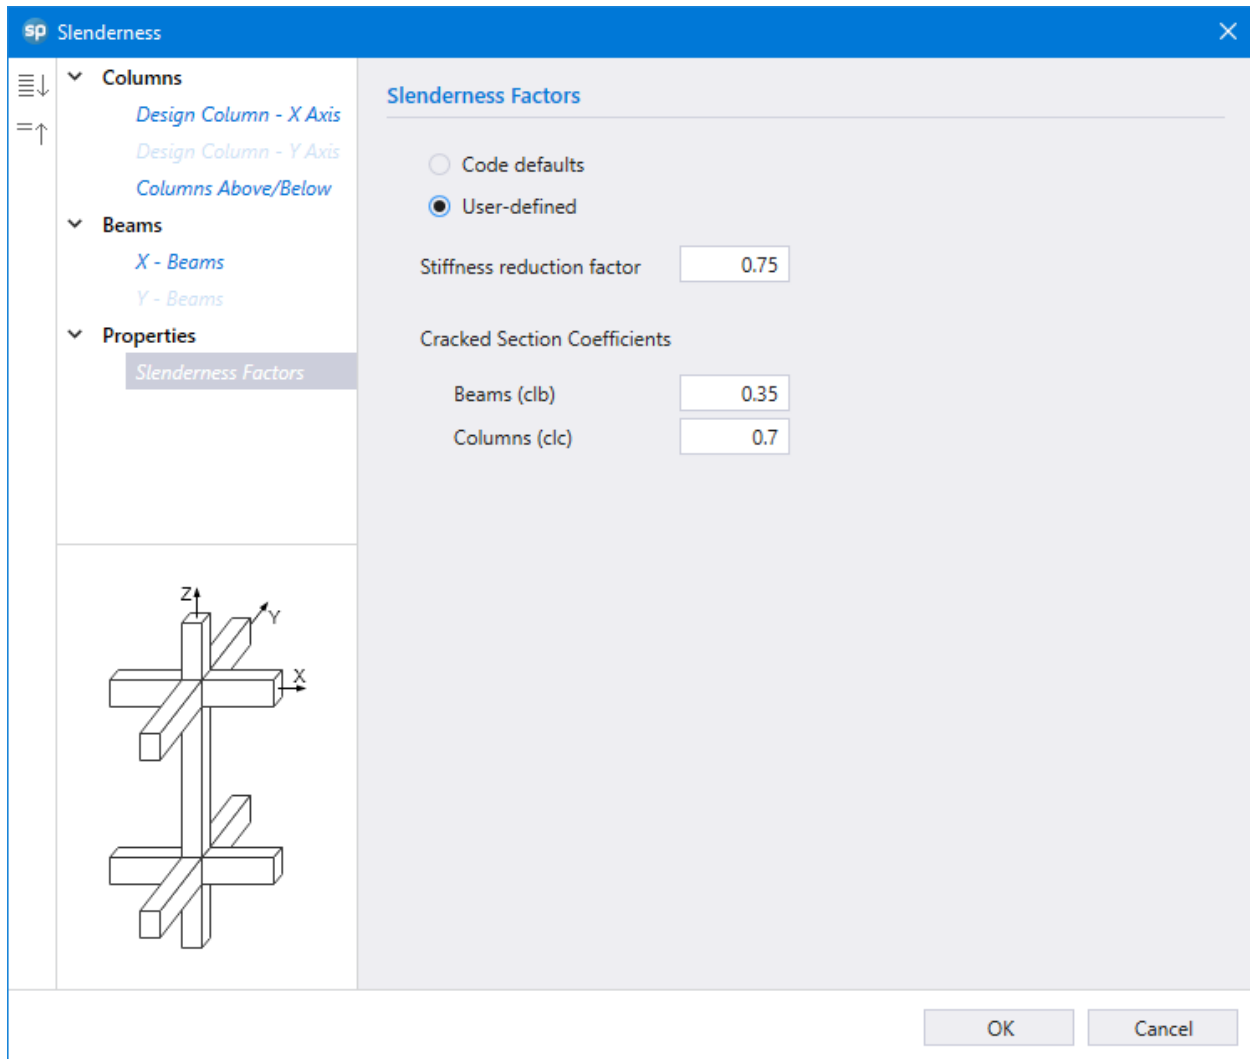 sp Slenderness
Columns
Design Column - X Axis
Design Column - Y Axis
Columns Above/Below
Beams
X - Beams
Y - Beams
Properties
Slenderness Factors
Z
Y
X
Slenderness Factors
Code defaults
User-defined
Stiffness reduction factor 0.75
Cracked Section Coefficients
Beams (clb) 0.35
Columns (clc) 0.7
OK Cancel